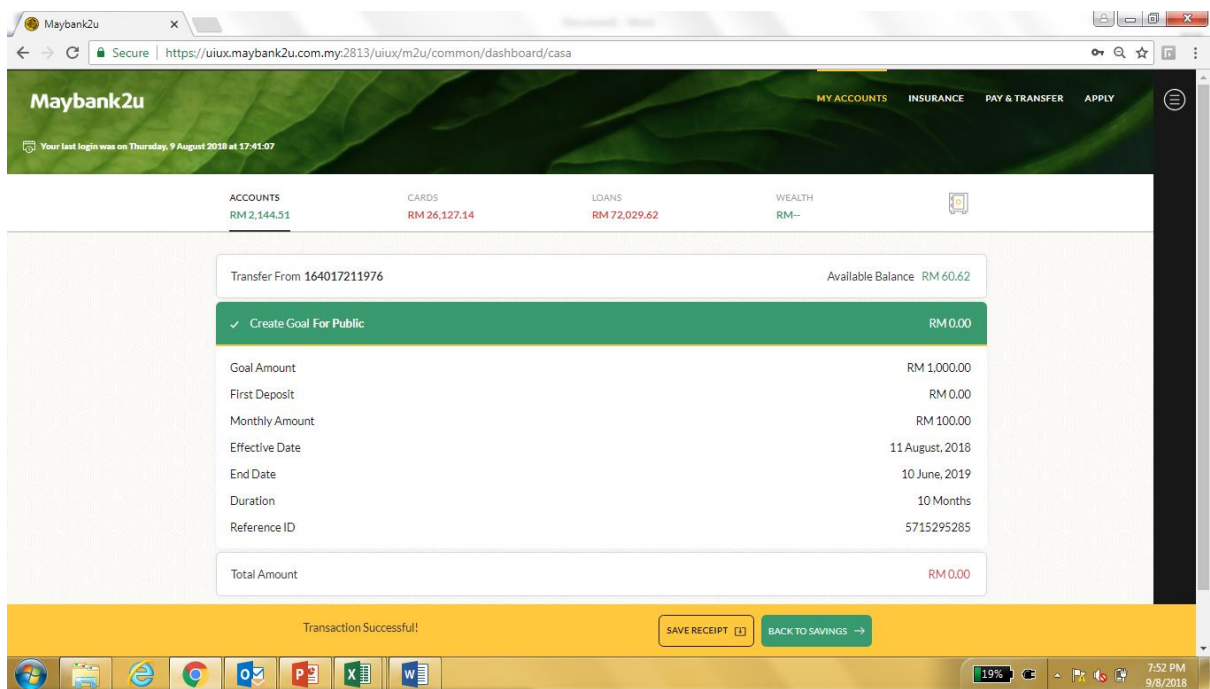 Maybank2u
Secure https://uiux.maybank2u.com.my:2813/uiux/m2u/common/dashboard/casa
Maybank2u
MY ACCOUNTS INSURANCE PAY & TRANSFER APPLY
Your last login was on Thursday, 9 August 2018 at 17:41:07
ACCOUNTS CARDS LOANS WEALTH
RM 2,144.51 RM 26,127.14 RM 72,029.62 RM--
Transfer From 164017211976 Available Balance RM 60.62
Create Goal For Public RM 0.00
Goal Amount RM 1,000.00
First Deposit RM 0.00
Monthly Amount RM 100.00
Effective Date 11 August, 2018
End Date 10 June, 2019
Duration 10 Months
Reference ID 5715295285
Total Amount RM 0.00
Transaction Successful! SAVE RECEIPT BACK TO SAVINGS
19% 7:52 PM
9/8/2018